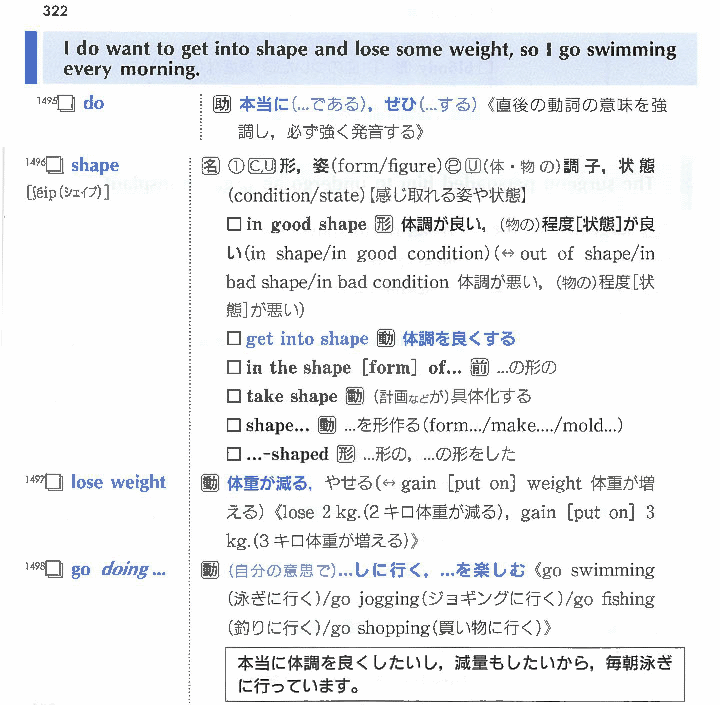 322
I do want to get into shape and lose some weight, so I go swimming
every morning.
1495 □ do 助 本当に(…である)，ぜひ(…する)《直後の動詞の意味を強
調し，必ず強く発音する》
1496 □ shape 名 ①C,U形，姿(form/figure)②U(体・物の)調子，状態
[ʃéip(シェイプ)] (condition/state)【感じ取れる姿や状態】
□ in good shape 形 体調が良い，(物の)程度[状態]が良
い(in shape/in good condition)(↔out of shape/in
bad shape/in bad condition 体調が悪い，(物の)程度[状
態]が悪い)
□ get into shape 動 体調を良くする
□ in the shape [form] of... 前 …の形の
□ take shape 動 (計画などが)具体化する
□ shape... 動 …を形作る(form.../make..../mold...)
□ ...-shaped 形 …形の，…の形をした
1497 □ lose weight 動 体重が減る，やせる(↔gain [put on] weight 体重が増
える)《lose 2 kg.(2キロ体重が減る)，gain [put on] 3
kg.(3キロ体重が増える)》
1498 □ go doing... 動 (自分の意思で)…しに行く，…を楽しむ《go swimming
(泳ぎに行く)/go jogging(ジョギングに行く)/go fishing
(釣りに行く)/go shopping(買い物に行く)》
本当に体調を良くしたいし，減量もしたいから，毎朝泳ぎ
に行っています。